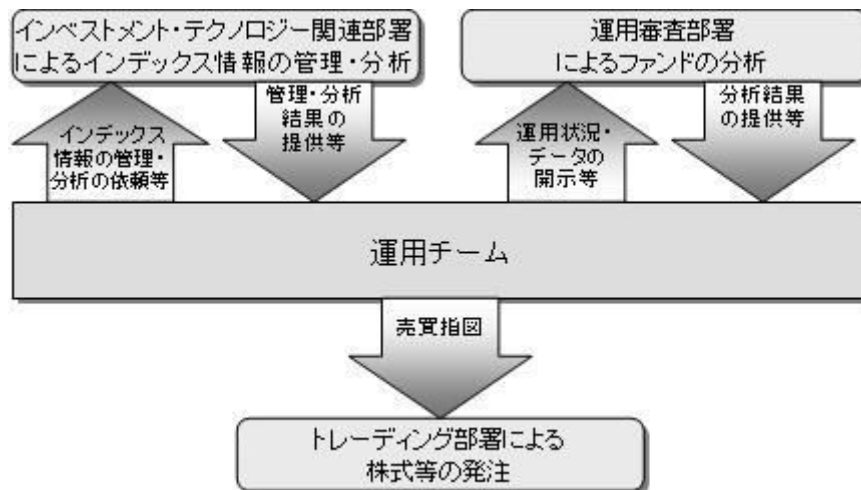 インベストメント・テクノロジー関連部署
によるインデックス情報の管理・分析
運用審査部署
によるファンドの分析
インデックス
情報の管理・
分析の依頼等
管理・分析
結果の
提供等
運用状況・
データの
開示等
分析結果
の提供等
運用チーム
売買指図
トレーディング部署による
株式等の発注